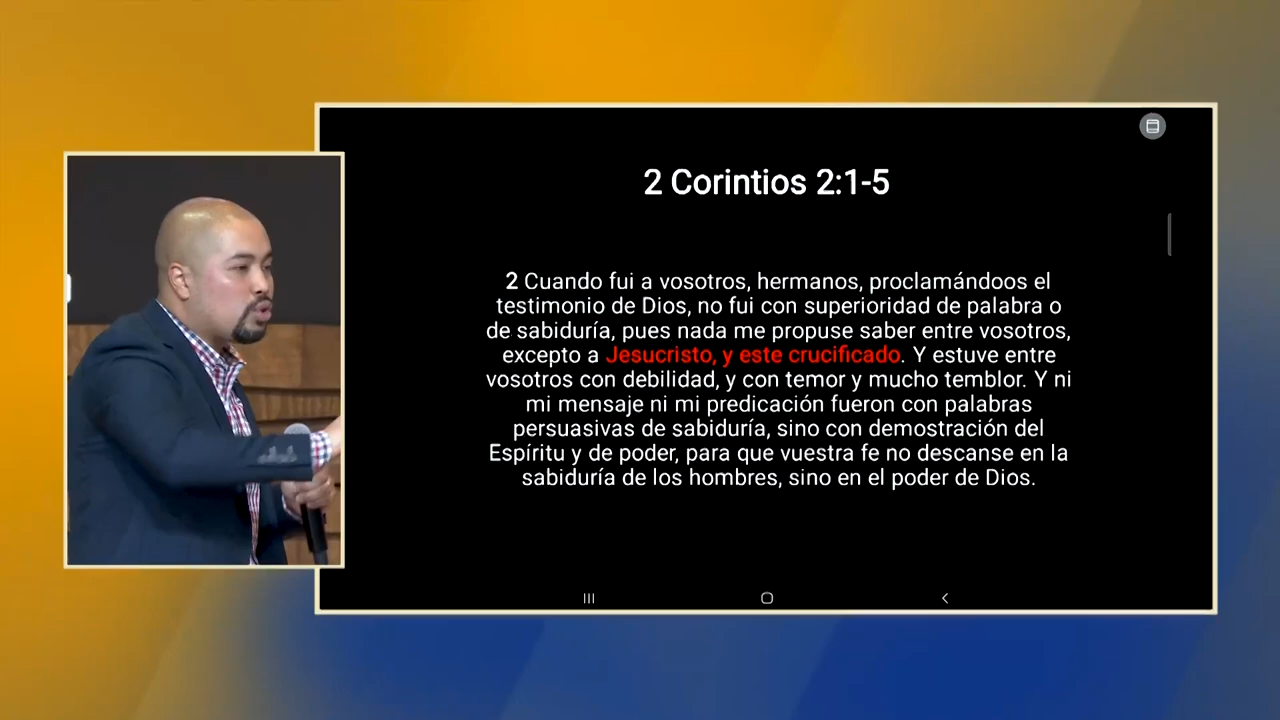 2 Corintios 2:1-5
2 Cuando fui a vosotros, hermanos, proclamándoos el
testimonio de Dios, no fui con superioridad de palabra o
de sabiduría, pues nada me propuse saber entre vosotros,
excepto a Jesucristo, y este crucificado. Y estuve entre
vosotros con debilidad, y con temor y mucho temblor. Y ni
mi mensaje ni mi predicación fueron con palabras
persuasivas de sabiduría, sino con demostración del
Espíritu y de poder, para que vuestra fe no descanse en la
sabiduría de los hombres, sino en el poder de Dios.